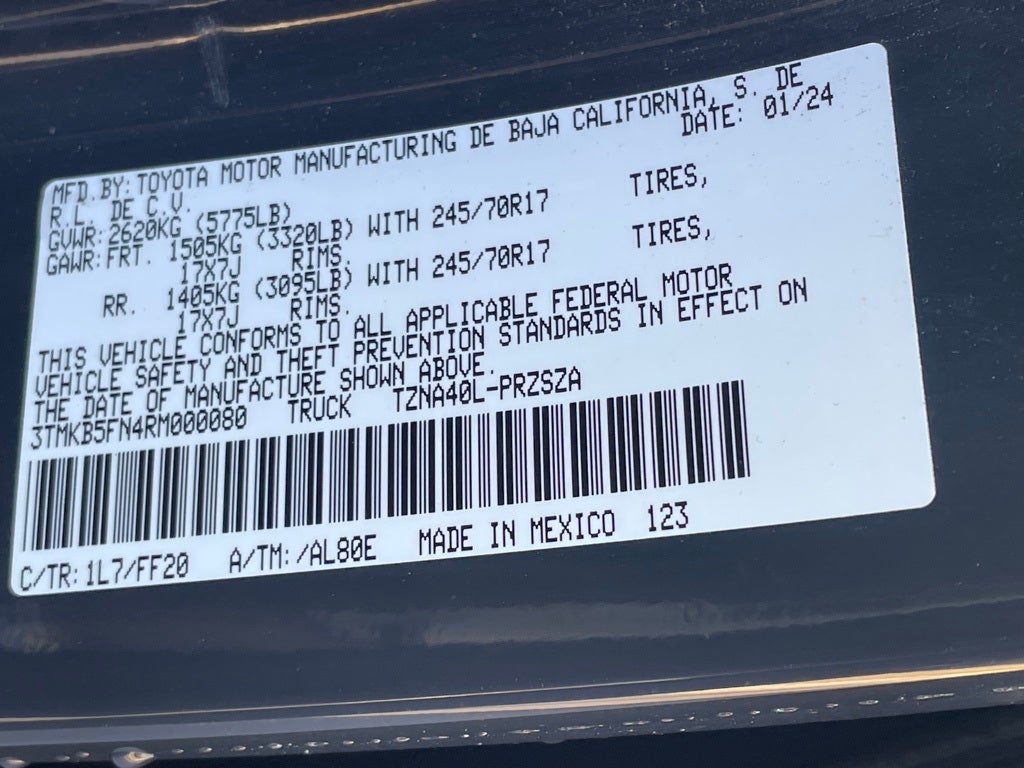 MFD.BY: TOYOTA MOTOR MANUFACTURING DE BAJA CALIFORNIA, S. DE
R.L. DE C.V. DATE: 01/24
GVWR: 2620KG (5775LB)
GAWR: FRT. 1505KG (3320LB) WITH 245/70R17 TIRES,
17X7J RIMS.
RR. 1405KG (3095LB) WITH 245/70R17 TIRES,
17X7J RIMS.
THIS VEHICLE CONFORMS TO ALL APPLICABLE FEDERAL MOTOR
VEHICLE SAFETY AND THEFT PREVENTION STANDARDS IN EFFECT ON
THE DATE OF MANUFACTURE SHOWN ABOVE.
3TMKB5FN4RM000080 TRUCK TZNA40L-PRZSZA
C/TR: 1L7/FF20 A/TM: /AL80E MADE IN MEXICO 123